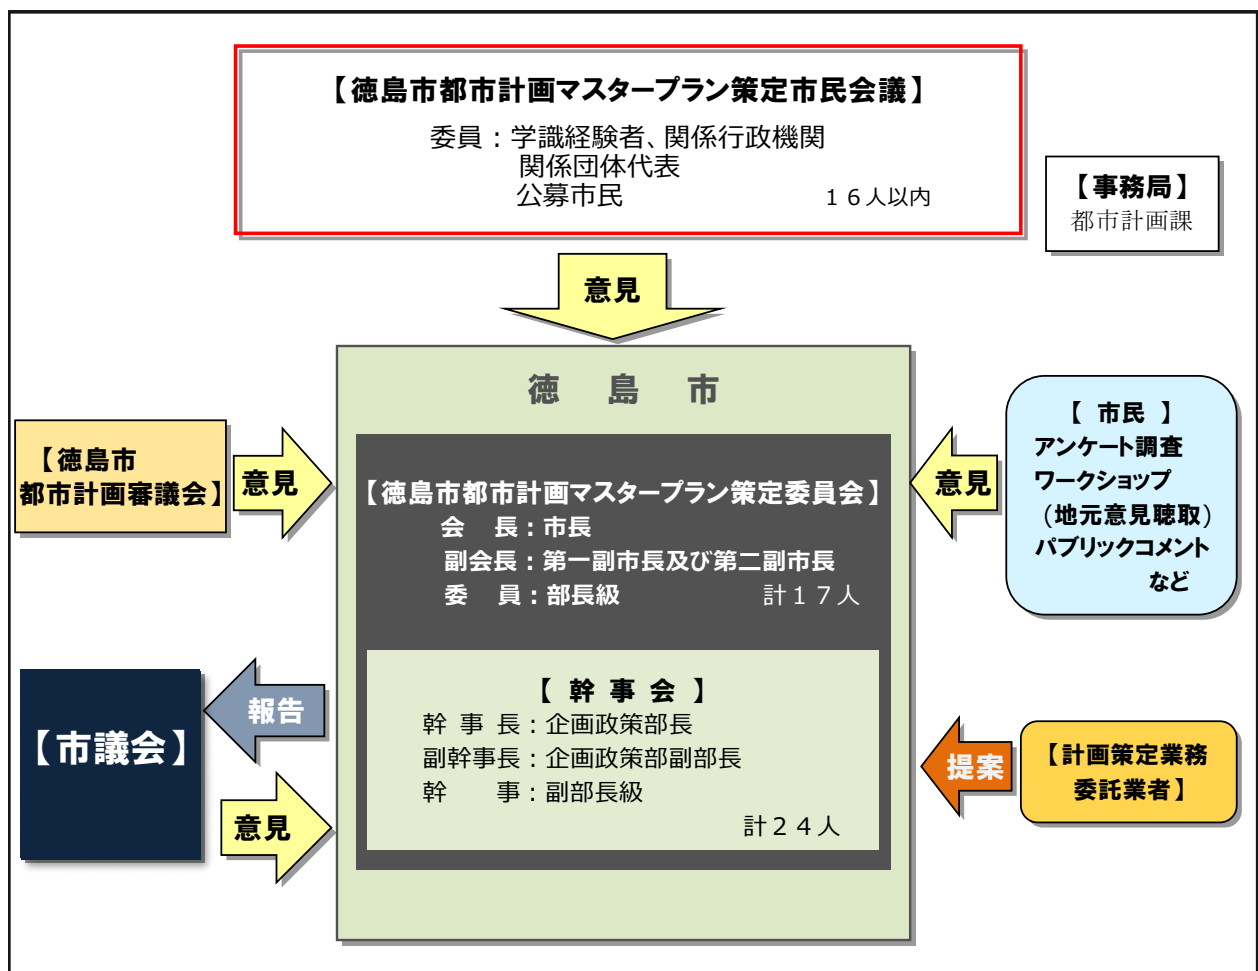 【徳島市都市計画マスタープラン策定市民会議】
委員：学識経験者、関係行政機関
関係団体代表
公募市民　　　１６人以内
【事務局】
都市計画課
意見
徳　島　市
【徳島市
都市計画審議会】
意見
【徳島市都市計画マスタープラン策定委員会】
会　長：市長
副会長：第一副市長及び第二副市長
委　員：部長級　　　計１７人
意見
【 市民 】
アンケート調査
ワークショップ
（地元意見聴取）
パブリックコメント
など
【市議会】
報告
意見
【 幹 事 会 】
幹 事 長：企画政策部長
副幹事長：企画政策部副部長
幹　　事：副部長級
計２４人
提案
【計画策定業務
委託業者】